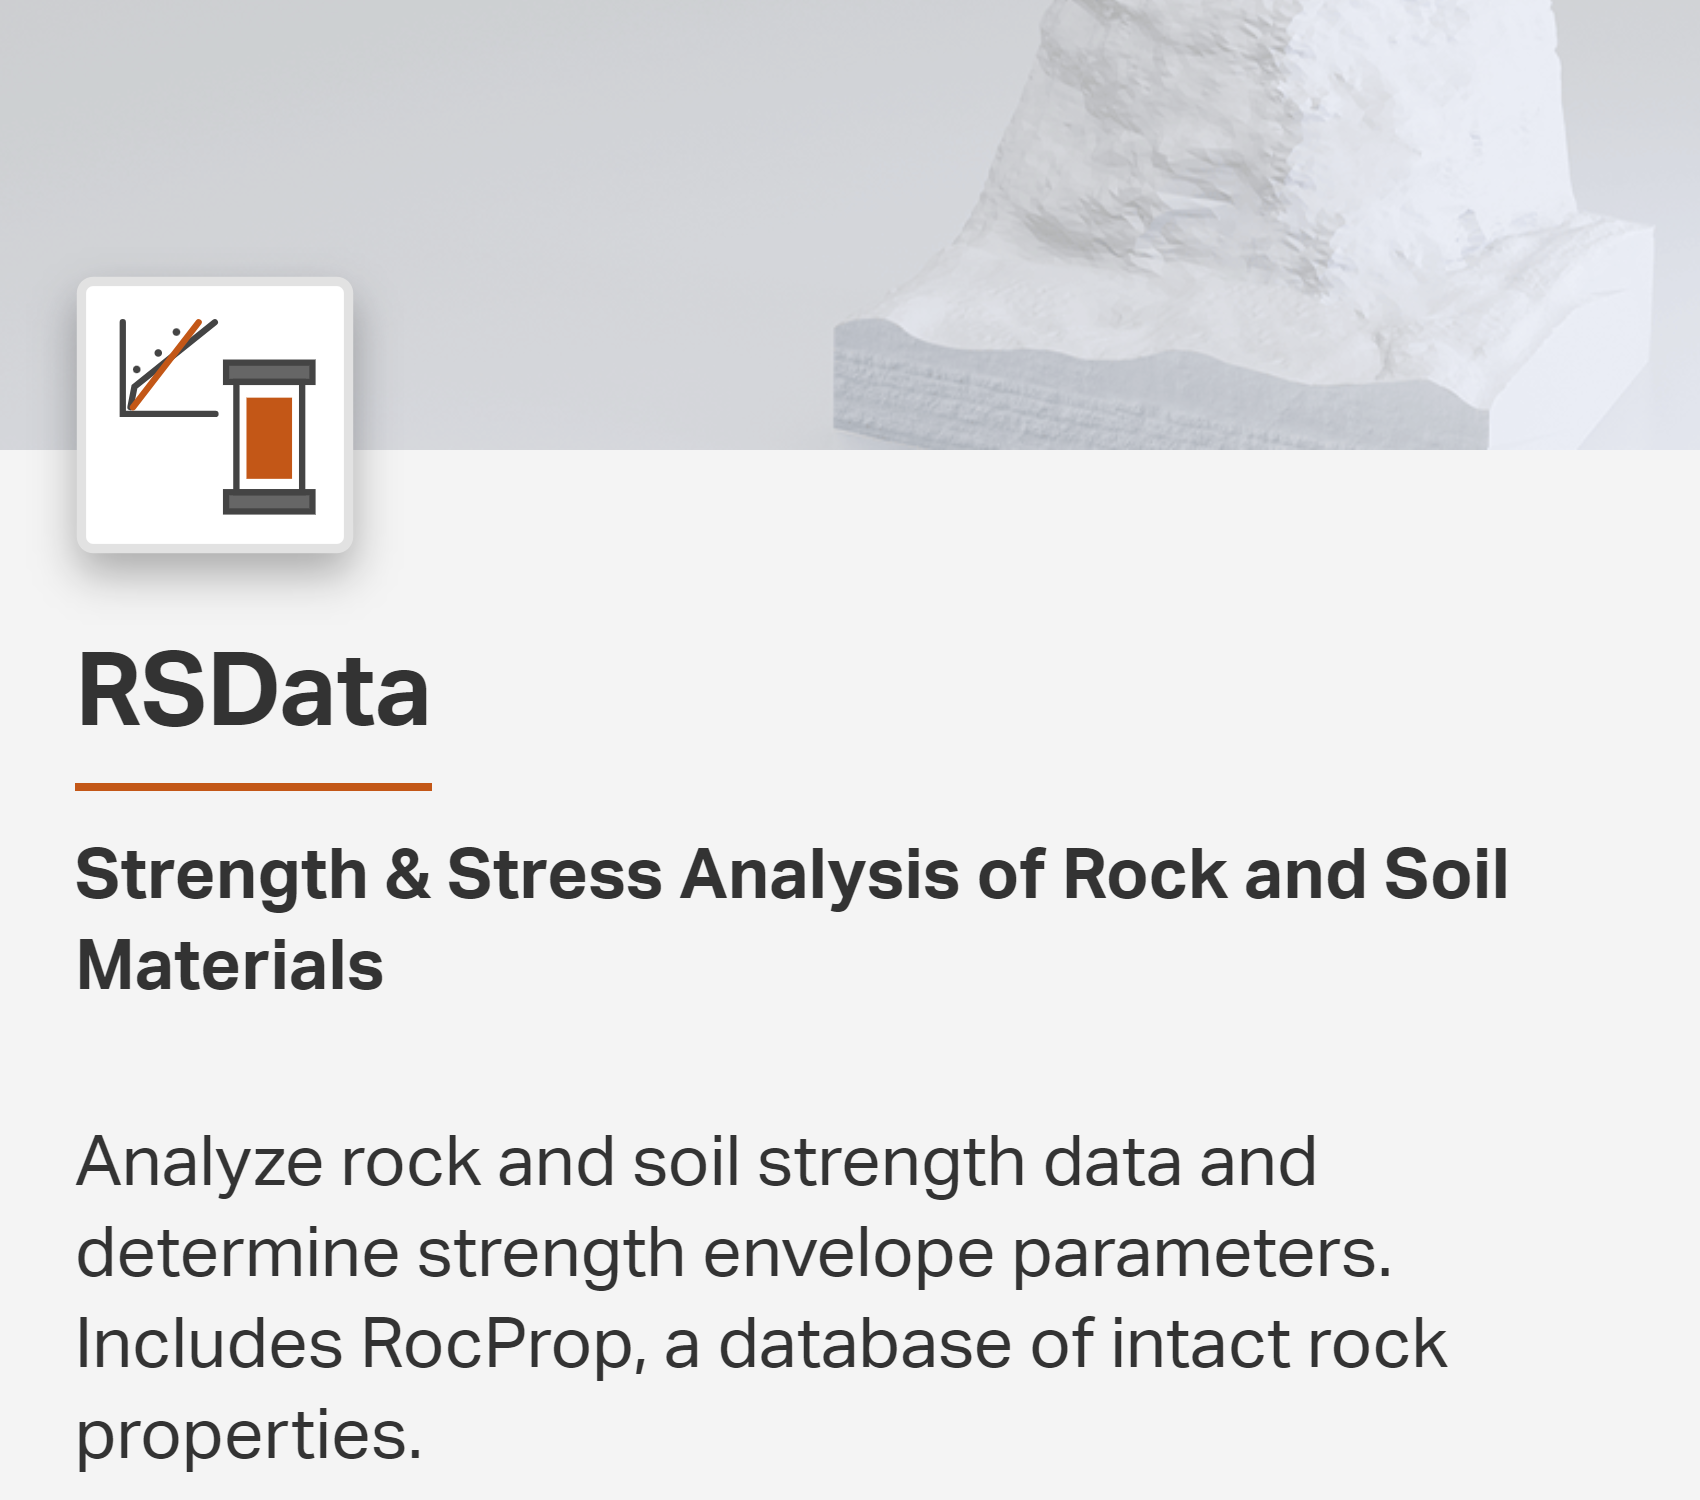 RSData
Strength & Stress Analysis of Rock and Soil
Materials
Analyze rock and soil strength data and
determine strength envelope parameters.
Includes RocProp, a database of intact rock
properties.